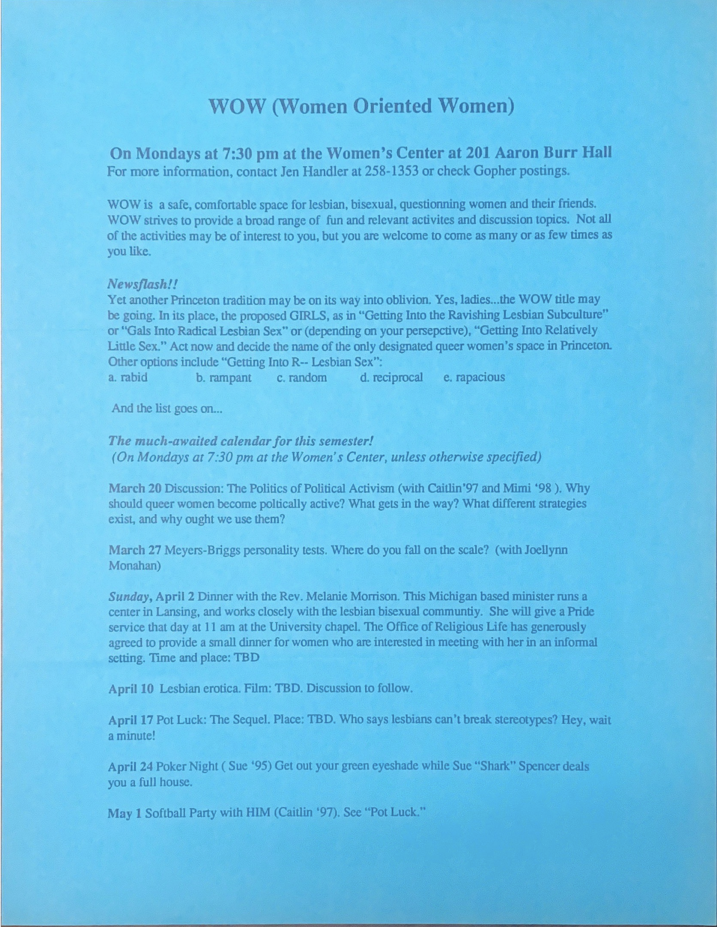 WOW (Women Oriented Women)
On Mondays at 7:30 pm at the Women's Center at 201 Aaron Burr Hall
For more information, contact Jen Handler at 258-1353 or check Gopher postings.
WOW is a safe, comfortable space for lesbian, bisexual, questionning women and their friends.
WOW strives to provide a broad range of fun and relevant activites and discussion topics. Not all
of the activities may be of interest to you, but you are welcome to come as many or as few times as
you like.
Newsflash!!
Yet another Princeton tradition may be on its way into oblivion. Yes, ladies...the WOW title may
be going. In its place, the proposed GIRLS, as in "Getting Into the Ravishing Lesbian Subculture"
or "Gals Into Radical Lesbian Sex" or (depending on your persepctive), "Getting Into Relatively
Little Sex." Act now and decide the name of the only designated queer women's space in Princeton.
Other options include "Getting Into R-- Lesbian Sex":
a. rabid b. rampant c. random d. reciprocal e. rapacious
And the list goes on...
The much-awaited calendar for this semester!
(On Mondays at 7:30 pm at the Women's Center, unless otherwise specified)
March 20 Discussion: The Politics of Political Activism (with Caitlin'97 and Mimi '98 ). Why
should queer women become poltically active? What gets in the way? What different strategies
exist, and why ought we use them?
March 27 Meyers-Briggs personality tests. Where do you fall on the scale? (with Joellynn
Monahan)
Sunday, April 2 Dinner with the Rev. Melanie Morrison. This Michigan based minister runs a
center in Lansing, and works closely with the lesbian bisexual communtiy. She will give a Pride
service that day at 11 am at the University chapel. The Office of Religious Life has generously
agreed to provide a small dinner for women who are interested in meeting with her in an informal
setting. Time and place: TBD
April 10 Lesbian erotica. Film: TBD. Discussion to follow.
April 17 Pot Luck: The Sequel. Place: TBD. Who says lesbians can't break stereotypes? Hey, wait
a minute!
April 24 Poker Night ( Sue '95) Get out your green eyeshade while Sue "Shark" Spencer deals
you a full house.
May 1 Softball Party with HIM (Caitlin '97). See "Pot Luck."